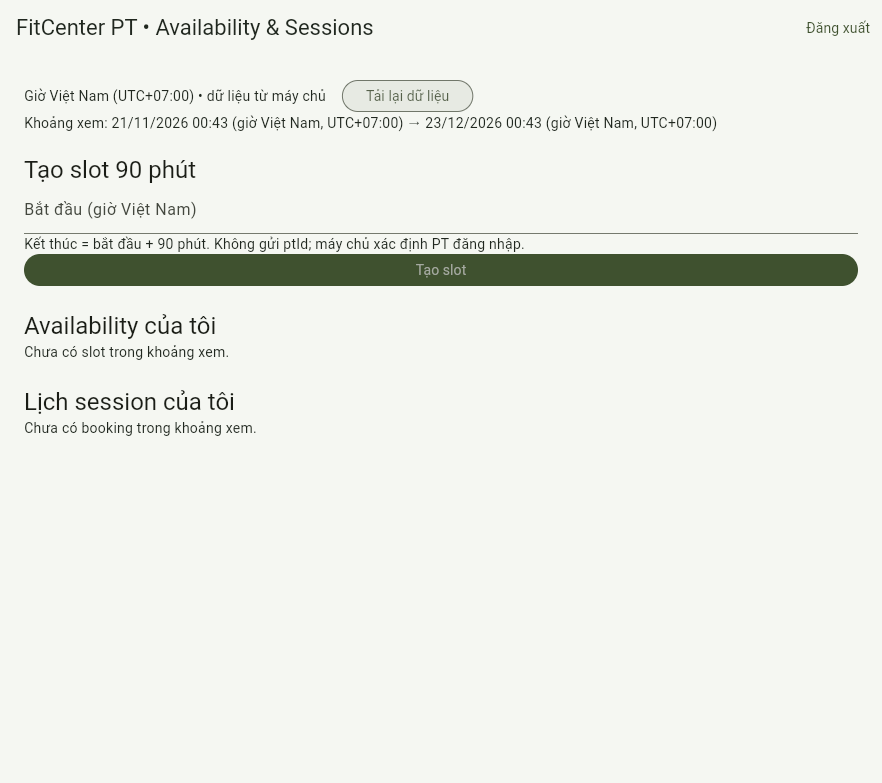 FitCenter PT • Availability & Sessions
Đăng xuất
Giờ Việt Nam (UTC+07:00) • dữ liệu từ máy chủ
Tải lại dữ liệu
Khoảng xem: 21/11/2026 00:43 (giờ Việt Nam, UTC+07:00) → 23/12/2026 00:43 (giờ Việt Nam, UTC+07:00)
Tạo slot 90 phút
Bắt đầu (giờ Việt Nam)
Kết thúc = bắt đầu + 90 phút. Không gửi ptId; máy chủ xác định PT đăng nhập.
Tạo slot
Availability của tôi
Chưa có slot trong khoảng xem.
Lịch session của tôi
Chưa có booking trong khoảng xem.